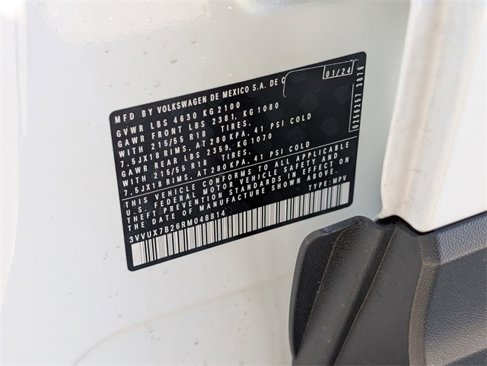 MFD BY VOLKSWAGEN DE MEXICO S.A. DE C
01/24
GVWR LBS 4630 KG 2100
GAWR FRONT LBS 2381, KG1080
WITH 215/55 R18 TIRES,
7.5JX18 RIMS, AT 280KPA, 41 PSI COLD
GAWR REAR LBS 2359, KG1070
WITH 215/55 R18 TIRES,
7.5JX18 RIMS, AT 280KPA, 41 PSI COLD
THIS VEHICLE CONFORMS TO ALL APPLICABLE
U.S. FEDERAL MOTOR VEHICLE SAFETY AND
THEFT PREVENTION STANDARDS IN EFFECT
ON THE DATE OF MANUFACTURE SHOWN ABOVE.
3VVUX7B26RM048814 TYPE: MPV